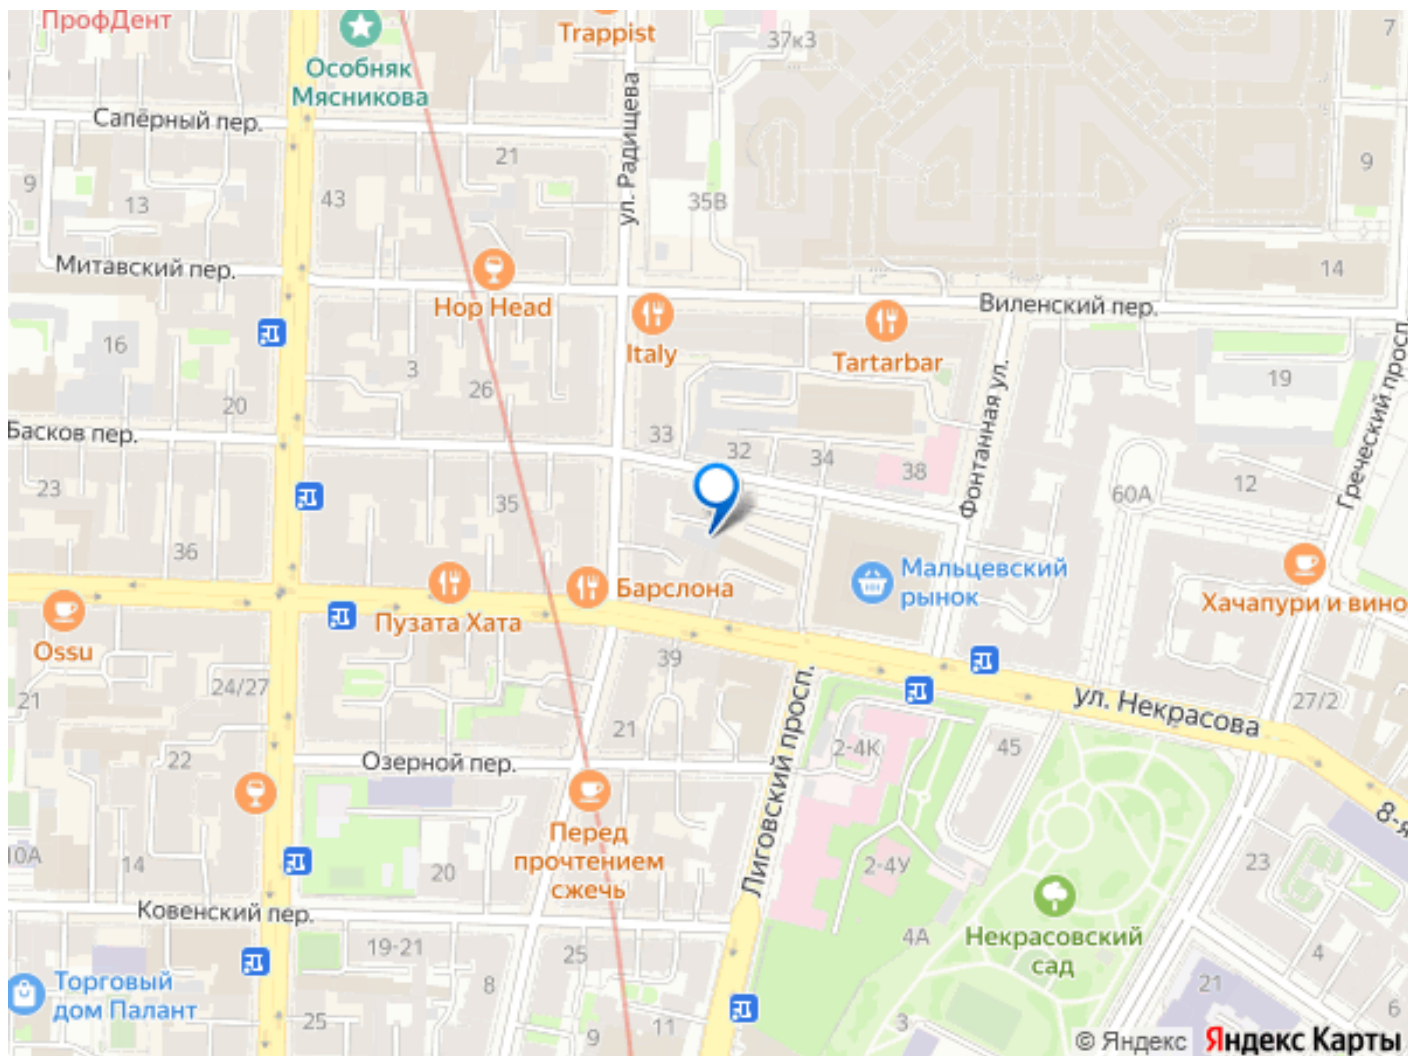 ПрофДент
Trappist
37к3
7
Особняк
Мясникова
ул. Радищева
Сапёрный пер.
21
9
9
43
13
35В
Митавский пер.
14
Hop Head
Виленский пер.
Italy
Tartarbar
16
3
26
19
20
Фонтанная ул.
Греческий просп.
Басков пер.
33
32
34
38
23
35
60А
12
36
Мальцевский
рынок
Барслона
Пузата Хата
Хачапури и вино
Ossu
39
24/27
21
27/2
ул. Некрасова
21
22
Озерной пер.
2-4К
45
Лиговский просп.
8-я
Перед
прочтением
сжечь
10А
14
20
2-4У
23
Ковенский пер.
19-21
25
4А
Некрасовский
сад
4
Торговый
дом Палант
8
21
6
25
9
11
3
© Яндекс Яндекс Карты